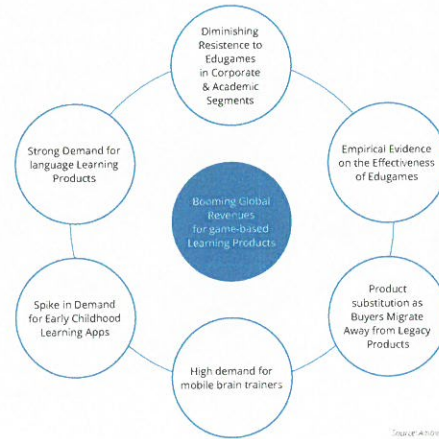 Diminishing
Resistence to
Edugames
in Corporate
& Academic
Segments
Strong Demand for
language Learning
Products
Empirical Evidence
on the Effectiveness
of Edugames
Booming Global
Revenues
for game-based
Learning Products
Spike in Demand
for Early Childhood
Learning Apps
Product
substitution as
Buyers Migrate
Away from Legacy
Products
High demand for
mobile brain trainers